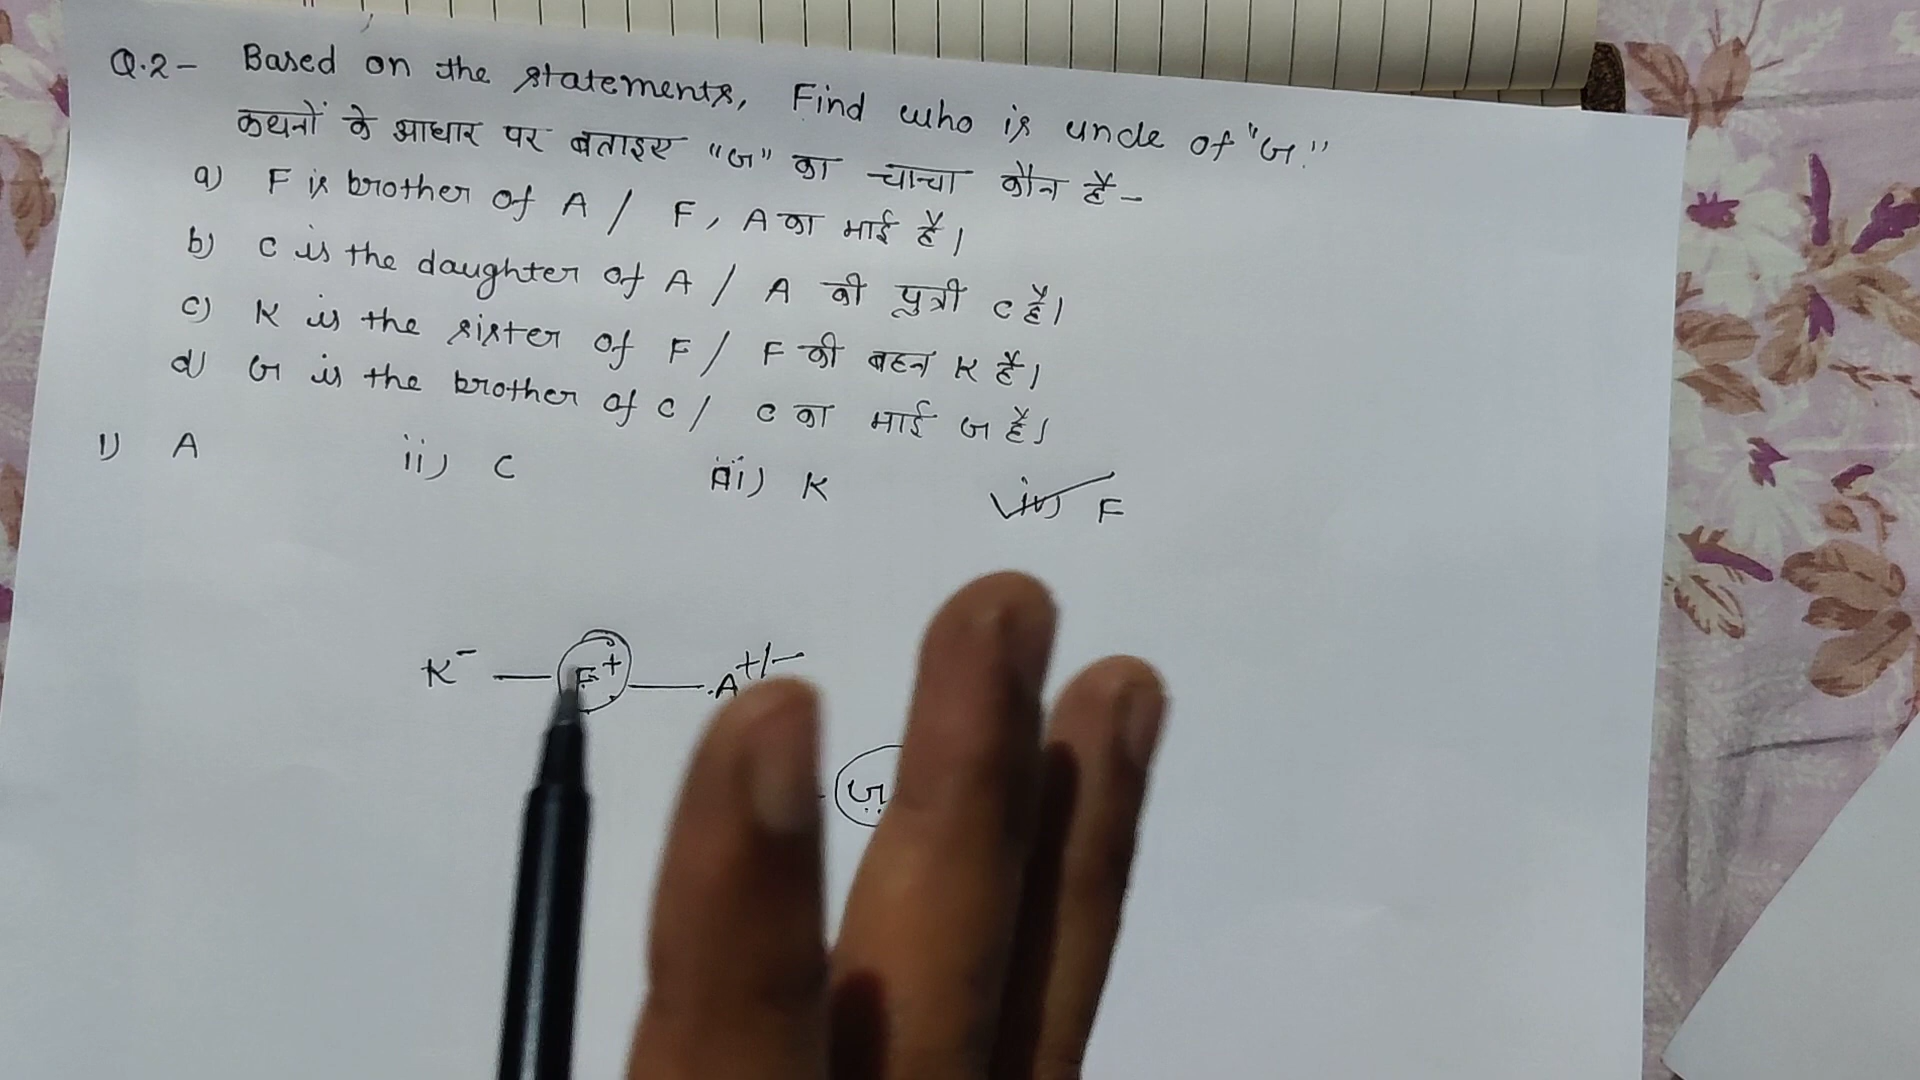 Q.2- Based on the statements, Find who is uncle of "G."
कथनों के आधार पर बताइए "G" का चाचा कौन है-
a) F is brother of A / F, A का भाई है।
b) C is the daughter of A / A की पुत्री C है।
c) K is the sister of F / F की बहन K है।
d) G is the brother of C / C का भाई G है।
1) A ii) C iii) K iv) F
K⁻ — F⁺ — A⁺/⁻
G